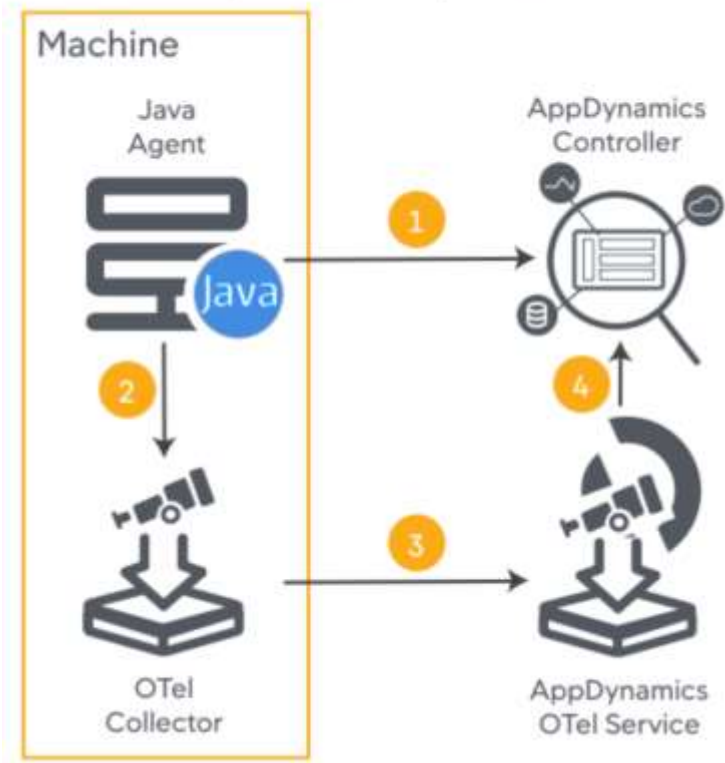 Machine
Java
Agent
AppDynamics
Controller
1
Java
2
4
3
OTel
Collector
AppDynamics
OTel Service